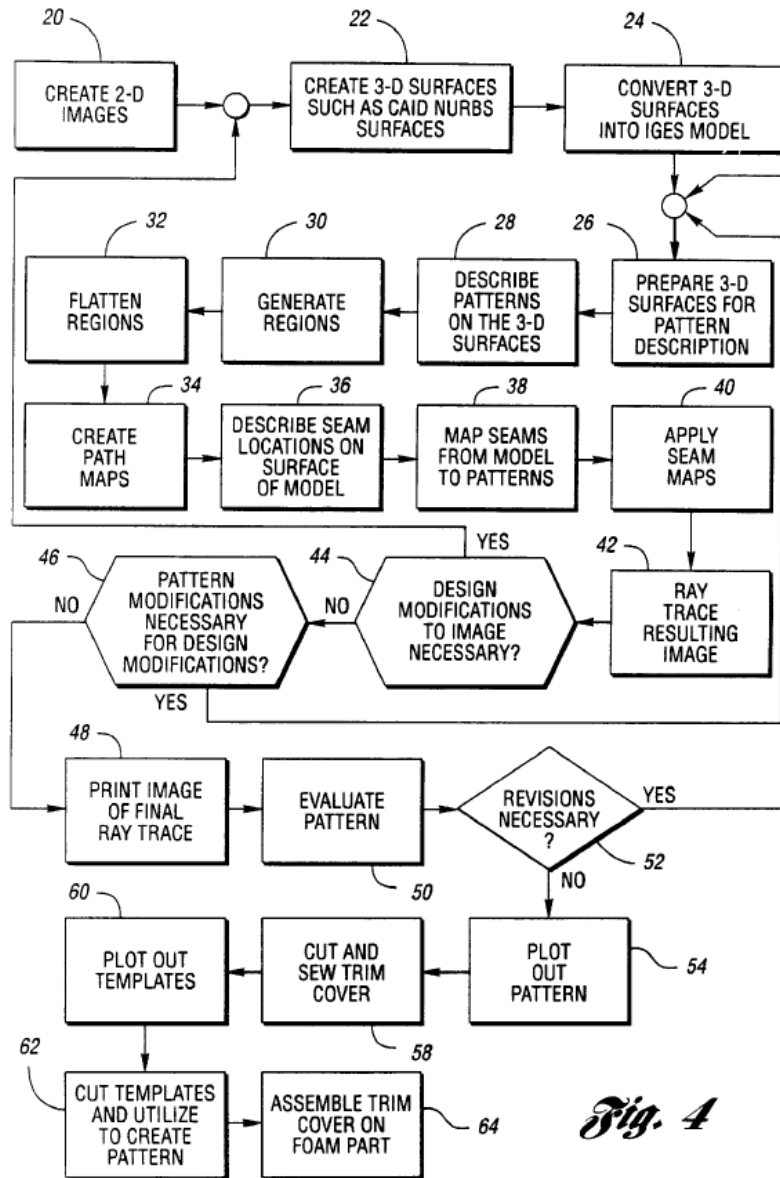 20
CREATE 2-D
IMAGES
22
CREATE 3-D SURFACES
SUCH AS CAID NURBS
SURFACES
24
CONVERT 3-D
SURFACES
INTO IGES MODEL
32
FLATTEN
REGIONS
30
GENERATE
REGIONS
28
DESCRIBE
PATTERNS
ON THE 3-D
SURFACES
26
PREPARE 3-D
SURFACES FOR
PATTERN
DESCRIPTION
34
CREATE
PATH
MAPS
36
DESCRIBE SEAM
LOCATIONS ON
SURFACE
OF MODEL
38
MAP SEAMS
FROM MODEL
TO PATTERNS
40
APPLY
SEAM
MAPS
46
NO
PATTERN
MODIFICATIONS
NECESSARY
FOR DESIGN
MODIFICATIONS?
YES
44
NO
YES
DESIGN
MODIFICATIONS
TO IMAGE
NECESSARY?
42
RAY
TRACE
RESULTING
IMAGE
48
PRINT IMAGE
OF FINAL
RAY TRACE
EVALUATE
PATTERN
50
REVISIONS
NECESSARY
?
YES
52
NO
60
PLOT OUT
TEMPLATES
CUT AND
SEW TRIM
COVER
58
PLOT
OUT
PATTERN
54
62
CUT TEMPLATES
AND UTILIZE
TO CREATE
PATTERN
ASSEMBLE TRIM
COVER ON
FOAM PART
64
Fig. 4